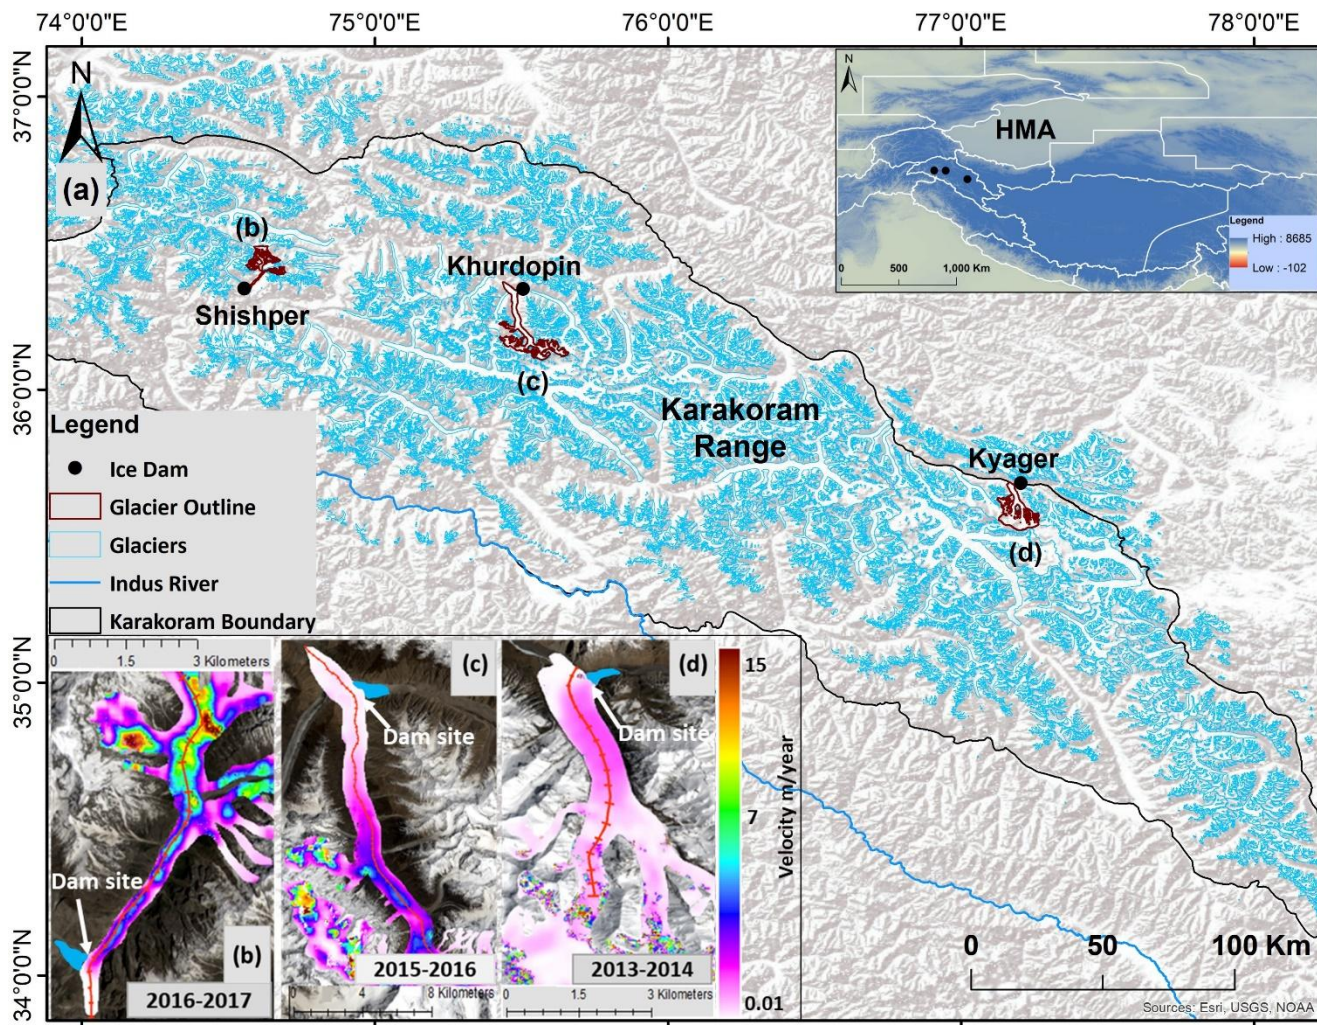 74°0'0"E
75°0'0"E
76°0'0"E
77°0'0"E
78°0'0"E
37°0'0"N
36°0'0"N
35°0'0"N
34°0'0"N
N
(a)
(b)
Shishper
Khurdopin
(c)
Karakoram
Range
Kyager
(d)
N
HMA
Legend
High : 8685
Low : -102
0 500 1,000 Km
Legend
Ice Dam
Glacier Outline
Glaciers
Indus River
Karakoram Boundary
0 1.5 3 Kilometers
Dam site
(b)
2016-2017
(c)
Dam site
2015-2016
0 4 8 Kilometers
(d)
Dam site
2013-2014
0 1.5 3 Kilometers
15
7
0.01
Velocity m/year
0 50 100 Km
Sources: Esri, USGS, NOAA